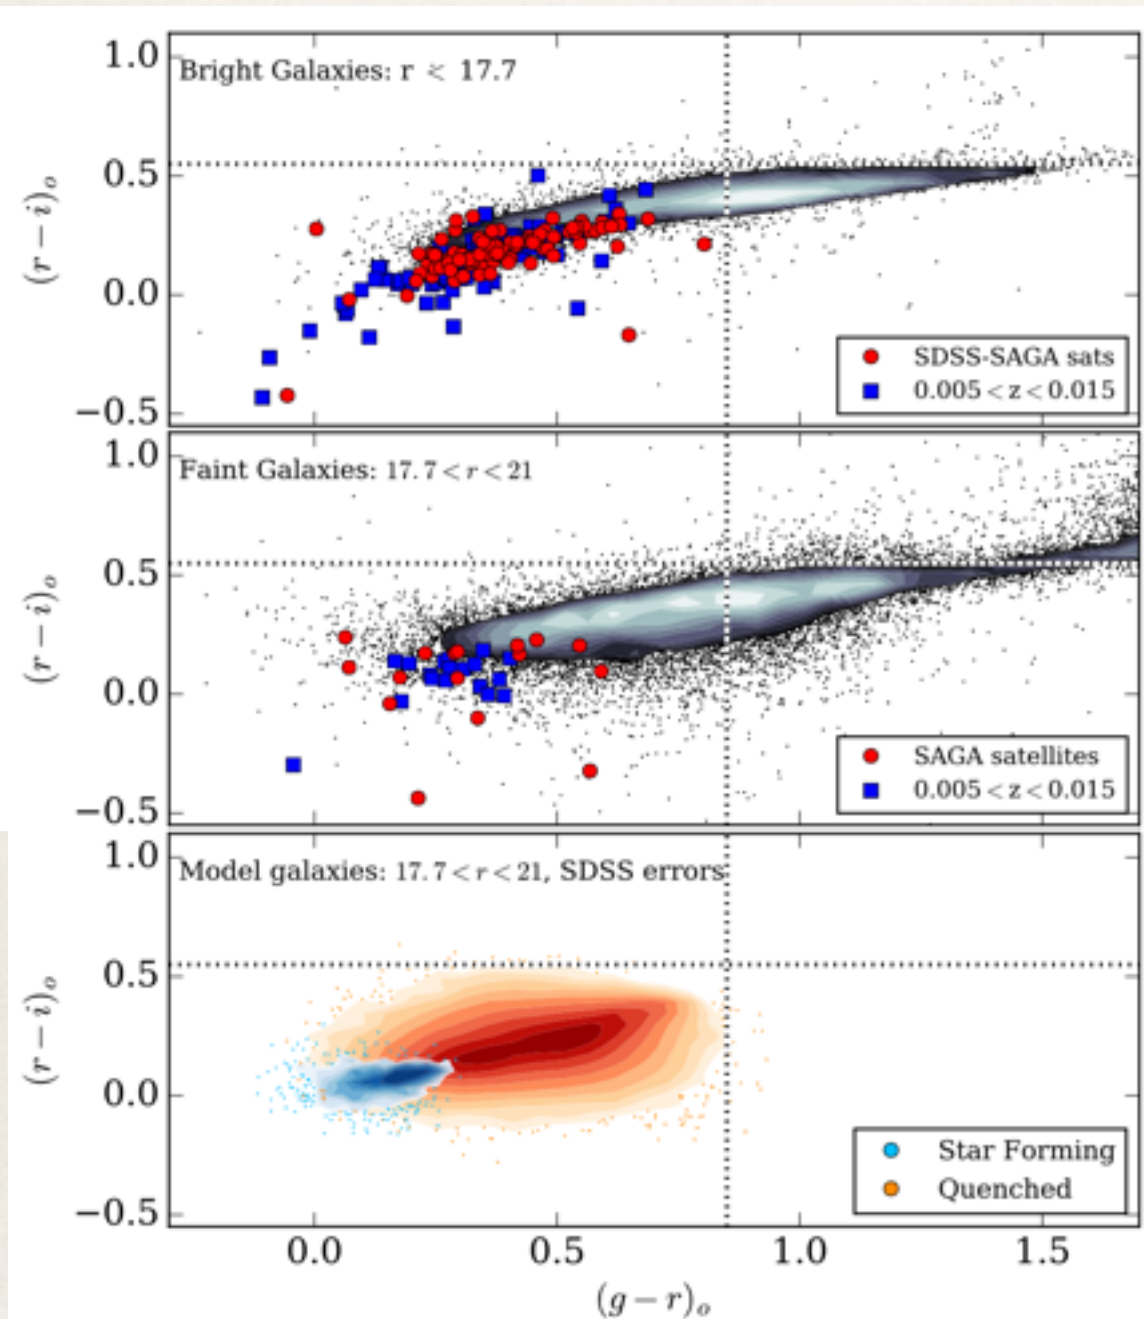 Bright Galaxies: r < 17.7
1.0
0.5
0.0
−0.5
(r − i)ₒ
SDSS-SAGA sats
0.005 < z < 0.015
Faint Galaxies: 17.7 < r < 21
1.0
0.5
0.0
−0.5
(r − i)ₒ
SAGA satellites
0.005 < z < 0.015
Model galaxies: 17.7 < r < 21, SDSS errors
1.0
0.5
0.0
−0.5
(r − i)ₒ
Star Forming
Quenched
0.0 0.5 1.0 1.5
(g − r)ₒ